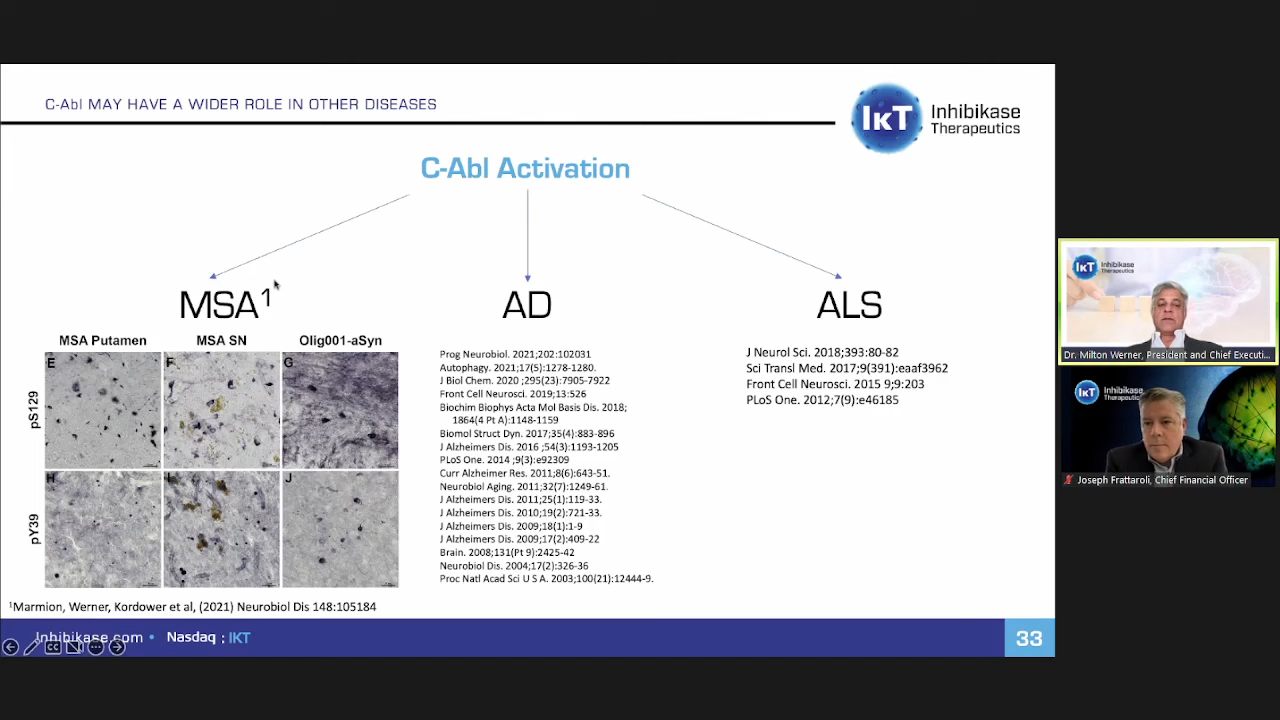 C-Abl MAY HAVE A WIDER ROLE IN OTHER DISEASES
IκT Inhibikase
Therapeutics
C-Abl Activation
MSA1
AD
ALS
MSA Putamen
MSA SN
Olig001-aSyn
pS129
E
F
G
pY39
H
I
J
Prog Neurobiol. 2021;202:102031
Autophagy. 2021;17(5):1278-1280.
J Biol Chem. 2020 ;295(23):7905-7922
Front Cell Neurosci. 2019;13:526
Biochim Biophys Acta Mol Basis Dis. 2018;
1864(4 Pt A):1148-1159
Biomol Struct Dyn. 2017;35(4):883-896
J Alzheimers Dis. 2016 ;54(3):1193-1205
PLoS One. 2014 ;9(3):e92309
Curr Alzheimer Res. 2011;8(6):643-51.
Neurobiol Aging. 2011;32(7):1249-61.
J Alzheimers Dis. 2011;25(1):119-33.
J Alzheimers Dis. 2010;19(2):721-33.
J Alzheimers Dis. 2009;18(1):1-9
J Alzheimers Dis. 2009;17(2):409-22
Brain. 2008;131(Pt 9):2425-42
Neurobiol Dis. 2004;17(2):326-36
Proc Natl Acad Sci U S A. 2003;100(21):12444-9.
J Neurol Sci. 2018;393:80-82
Sci Transl Med. 2017;9(391):eaaf3962
Front Cell Neurosci. 2015 9;9:203
PLoS One. 2012;7(9):e46185
1Marmion, Werner, Kordower et al, (2021) Neurobiol Dis 148:105184
Inhibikase.com • Nasdaq : IKT
33
CC
IκT Inhibikase
Therapeutics
Dr. Milton Werner, President and Chief Executi...
IκT Inhibikase
Therapeutics
Joseph Frattaroli, Chief Financial Officer